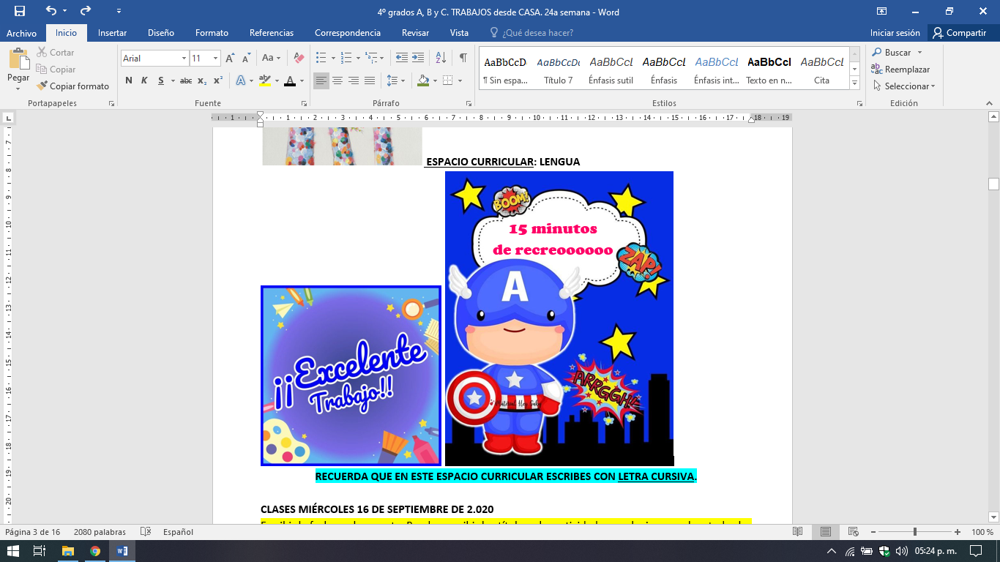 4º grados A, B y C. TRABAJOS desde CASA. 24a semana - Word
Archivo Inicio Insertar Diseño Formato Referencias Correspondencia Revisar Vista ¿Qué desea hacer? Iniciar sesión Compartir
Pegar
Cortar
Copiar
Copiar formato
Portapapeles
Arial 11
Fuente
Párrafo
AaBbCcD AaBbCcDc AaBbCcl AaBbCcl AaBbCcl AaBbCcl AaBbCcl
¶ Sin espa... Título 7 Énfasis sutil Énfasis Énfasis int... Texto en n... Cita
Estilos
Buscar
Reemplazar
Seleccionar
Edición
ESPACIO CURRICULAR: LENGUA
BOOM!
15 minutos
de recreoooooo
ZAP!
A
ARRGGH!
¡¡Excelente
Trabajo!!
RECUERDA QUE EN ESTE ESPACIO CURRICULAR ESCRIBES CON LETRA CURSIVA.
CLASES MIÉRCOLES 16 DE SEPTIEMBRE DE 2.020
Página 3 de 16 2080 palabras Español 100 %
05:24 p. m.